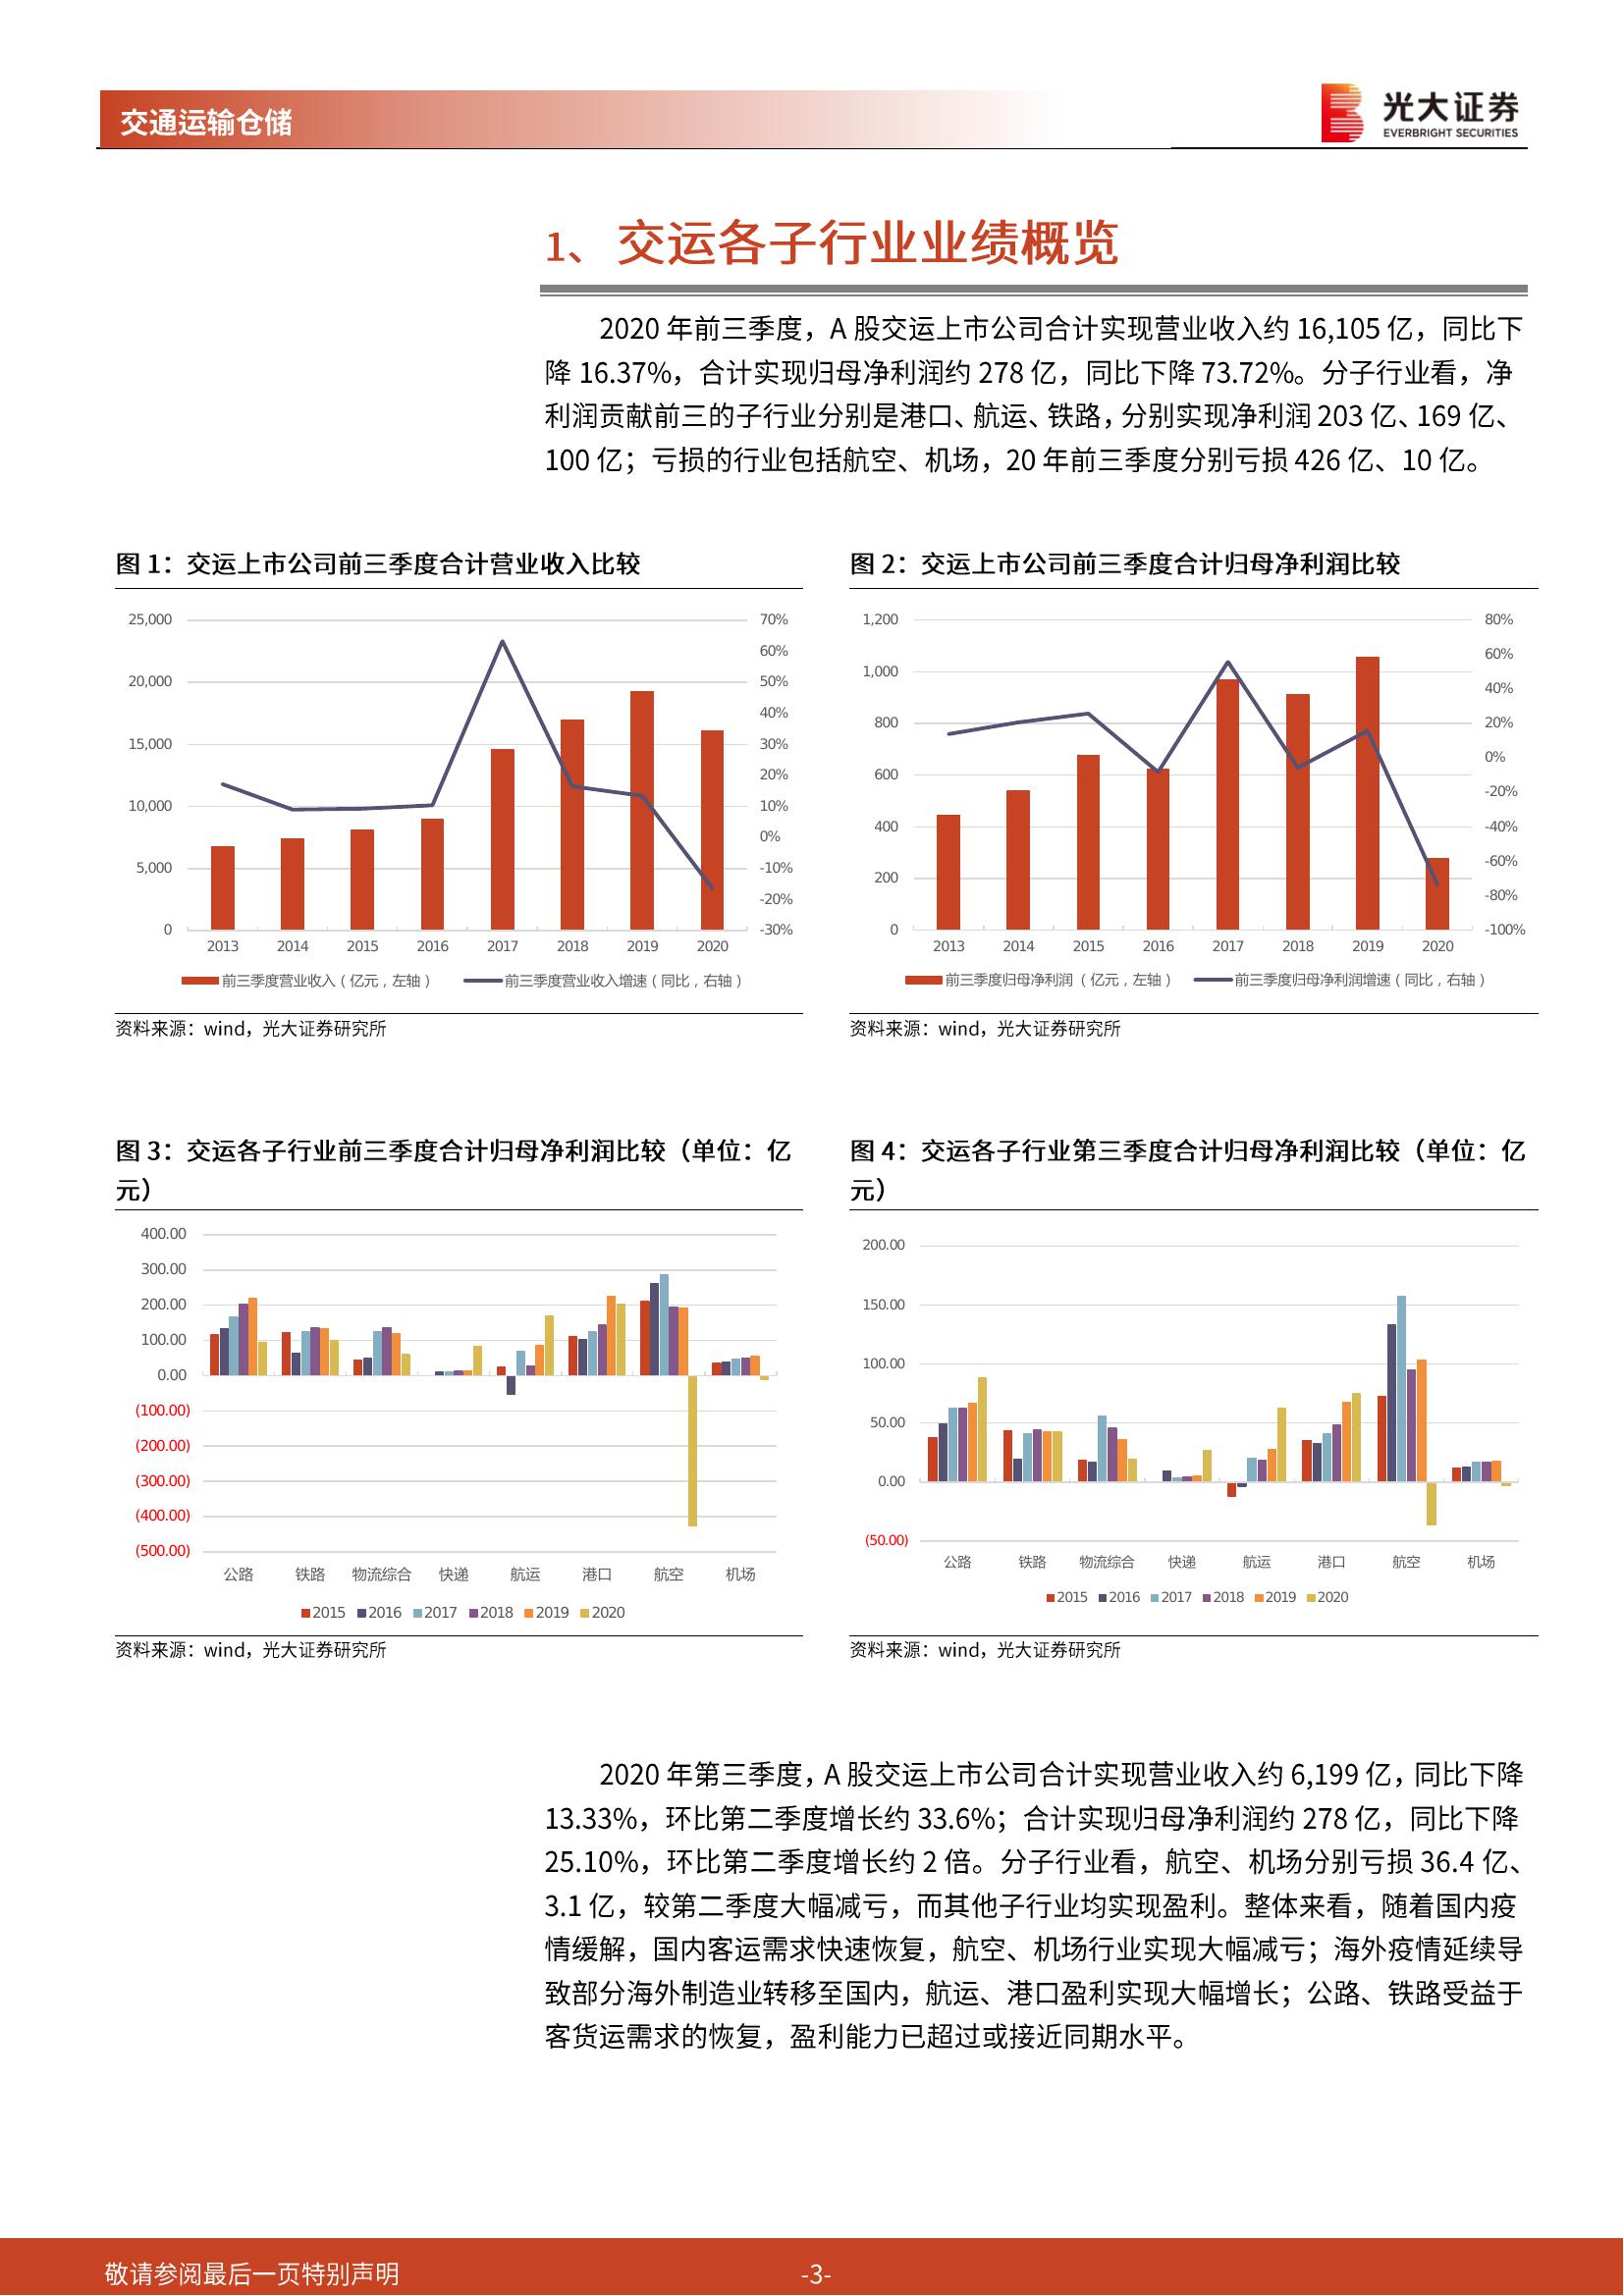 交通运输仓储
光大证券
EVERBRIGHT SECURITIES
1、交运各子行业业绩概览
2020 年前三季度，A 股交运上市公司合计实现营业收入约 16,105 亿，同比下
降 16.37%，合计实现归母净利润约 278 亿，同比下降 73.72%。分子行业看，净
利润贡献前三的子行业分别是港口、航运、铁路，分别实现净利润 203 亿、169 亿、
100 亿；亏损的行业包括航空、机场，20 年前三季度分别亏损 426 亿、10 亿。
图 1：交运上市公司前三季度合计营业收入比较
25,000
20,000
15,000
10,000
5,000
0
70%
60%
50%
40%
30%
20%
10%
0%
-10%
-20%
-30%
2013 2014 2015 2016 2017 2018 2019 2020
前三季度营业收入（亿元，左轴） 前三季度营业收入增速（同比，右轴）
资料来源：wind，光大证券研究所
图 2：交运上市公司前三季度合计归母净利润比较
1,200
1,000
800
600
400
200
0
80%
60%
40%
20%
0%
-20%
-40%
-60%
-80%
-100%
2013 2014 2015 2016 2017 2018 2019 2020
前三季度归母净利润（亿元，左轴） 前三季度归母净利润增速（同比，右轴）
资料来源：wind，光大证券研究所
图 3：交运各子行业前三季度合计归母净利润比较（单位：亿
元）
400.00
300.00
200.00
100.00
0.00
(100.00)
(200.00)
(300.00)
(400.00)
(500.00)
公路 铁路 物流综合 快递 航运 港口 航空 机场
2015 2016 2017 2018 2019 2020
资料来源：wind，光大证券研究所
图 4：交运各子行业第三季度合计归母净利润比较（单位：亿
元）
200.00
150.00
100.00
50.00
0.00
(50.00)
公路 铁路 物流综合 快递 航运 港口 航空 机场
2015 2016 2017 2018 2019 2020
资料来源：wind，光大证券研究所
2020 年第三季度，A 股交运上市公司合计实现营业收入约 6,199 亿，同比下降
13.33%，环比第二季度增长约 33.6%；合计实现归母净利润约 278 亿，同比下降
25.10%，环比第二季度增长约 2 倍。分子行业看，航空、机场分别亏损 36.4 亿、
3.1 亿，较第二季度大幅减亏，而其他子行业均实现盈利。整体来看，随着国内疫
情缓解，国内客运需求快速恢复，航空、机场行业实现大幅减亏；海外疫情延续导
致部分海外制造业转移至国内，航运、港口盈利实现大幅增长；公路、铁路受益于
客货运需求的恢复，盈利能力已超过或接近同期水平。
敬请参阅最后一页特别声明
-3-